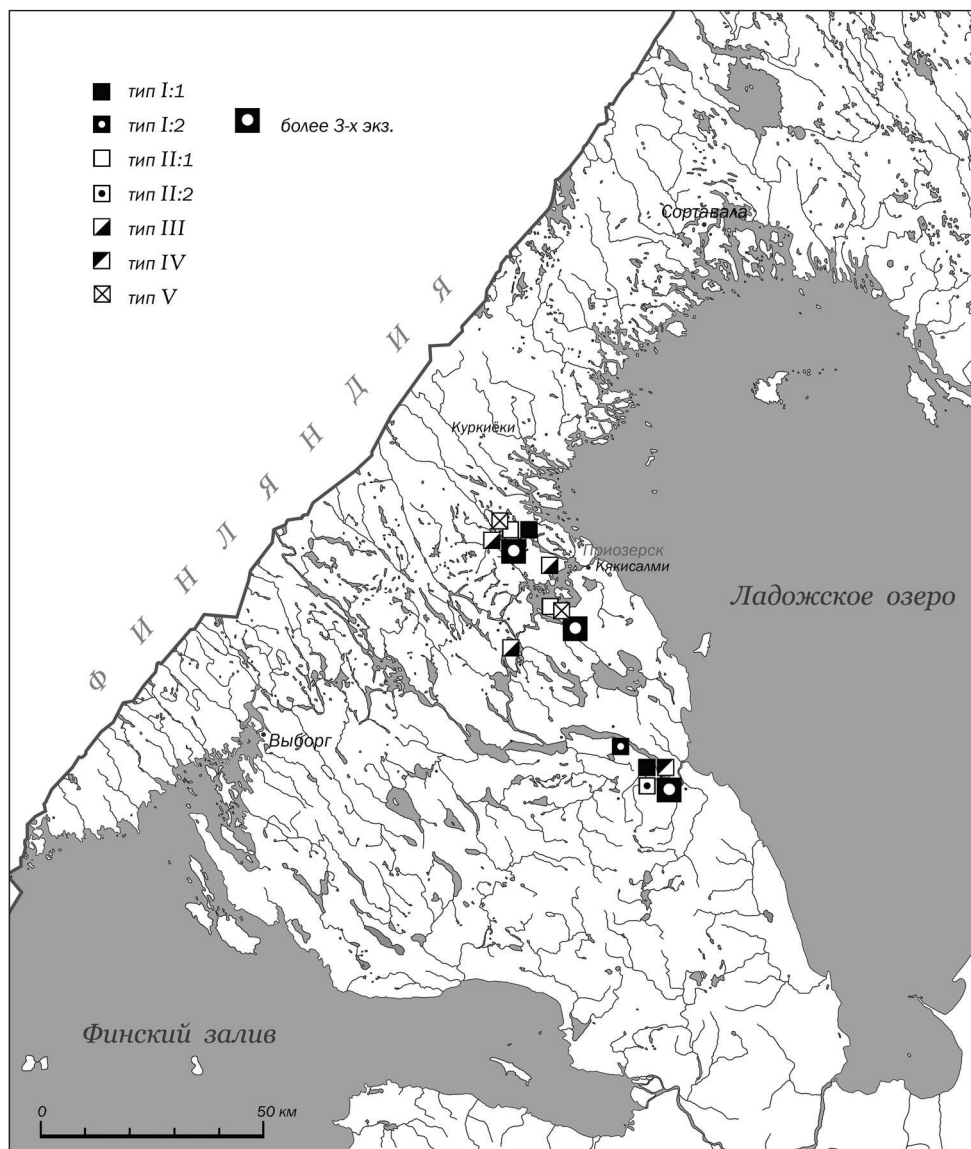 тип I:1
тип I:2
более 3-х экз.
тип II:1
тип II:2
тип III
тип IV
тип V
ФИНЛЯНДИЯ
Сортавала
Куркиёки
Приозерск
Кякисалми
Ладожское озеро
Выборг
Финский залив
0 50 км